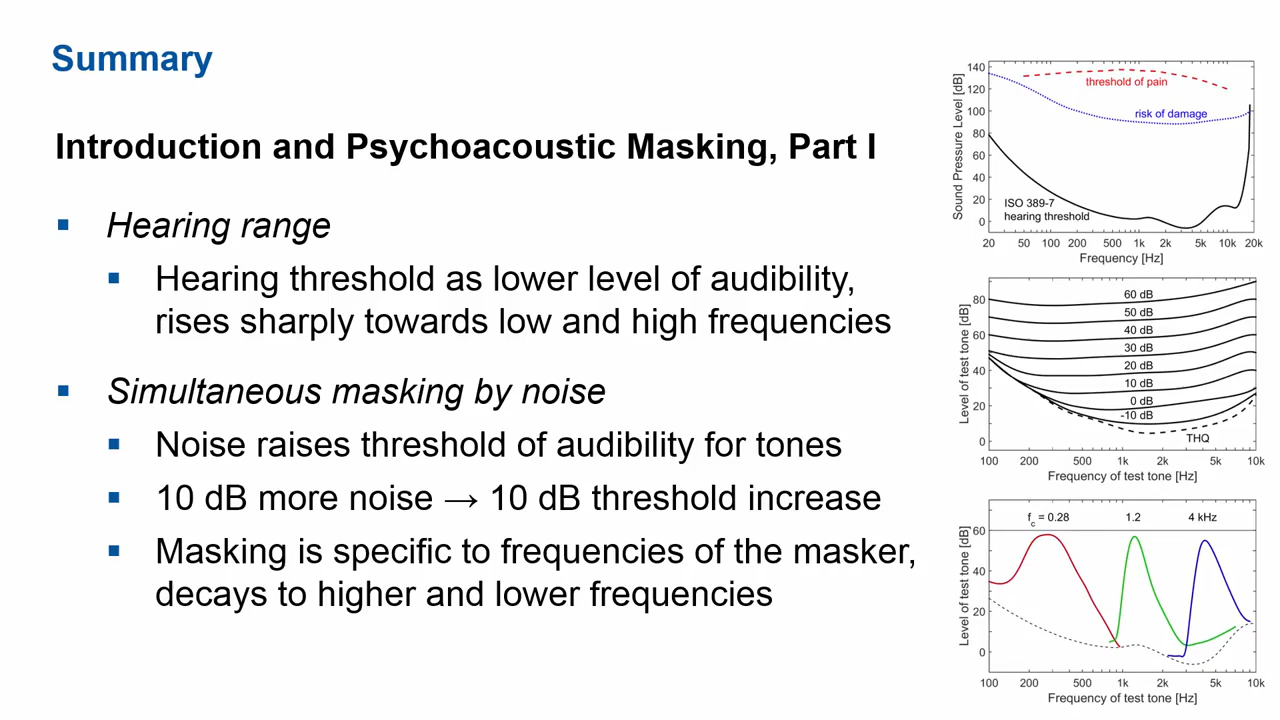 Summary
Introduction and Psychoacoustic Masking, Part I
▪ Hearing range
▪ Hearing threshold as lower level of audibility,
rises sharply towards low and high frequencies
▪ Simultaneous masking by noise
▪ Noise raises threshold of audibility for tones
▪ 10 dB more noise → 10 dB threshold increase
▪ Masking is specific to frequencies of the masker,
decays to higher and lower frequencies
Sound Pressure Level [dB]
140
120
100
80
60
40
20
0
threshold of pain
risk of damage
ISO 389-7
hearing threshold
20 50 100 200 500 1k 2k 5k 10k 20k
Frequency [Hz]
Level of test tone [dB]
80
60
40
20
0
60 dB
50 dB
40 dB
30 dB
20 dB
10 dB
0 dB
-10 dB
THQ
100 200 500 1k 2k 5k 10k
Frequency of test tone [Hz]
Level of test tone [dB]
60
40
20
0
fc = 0.28 1.2 4 kHz
100 200 500 1k 2k 5k 10k
Frequency of test tone [Hz]